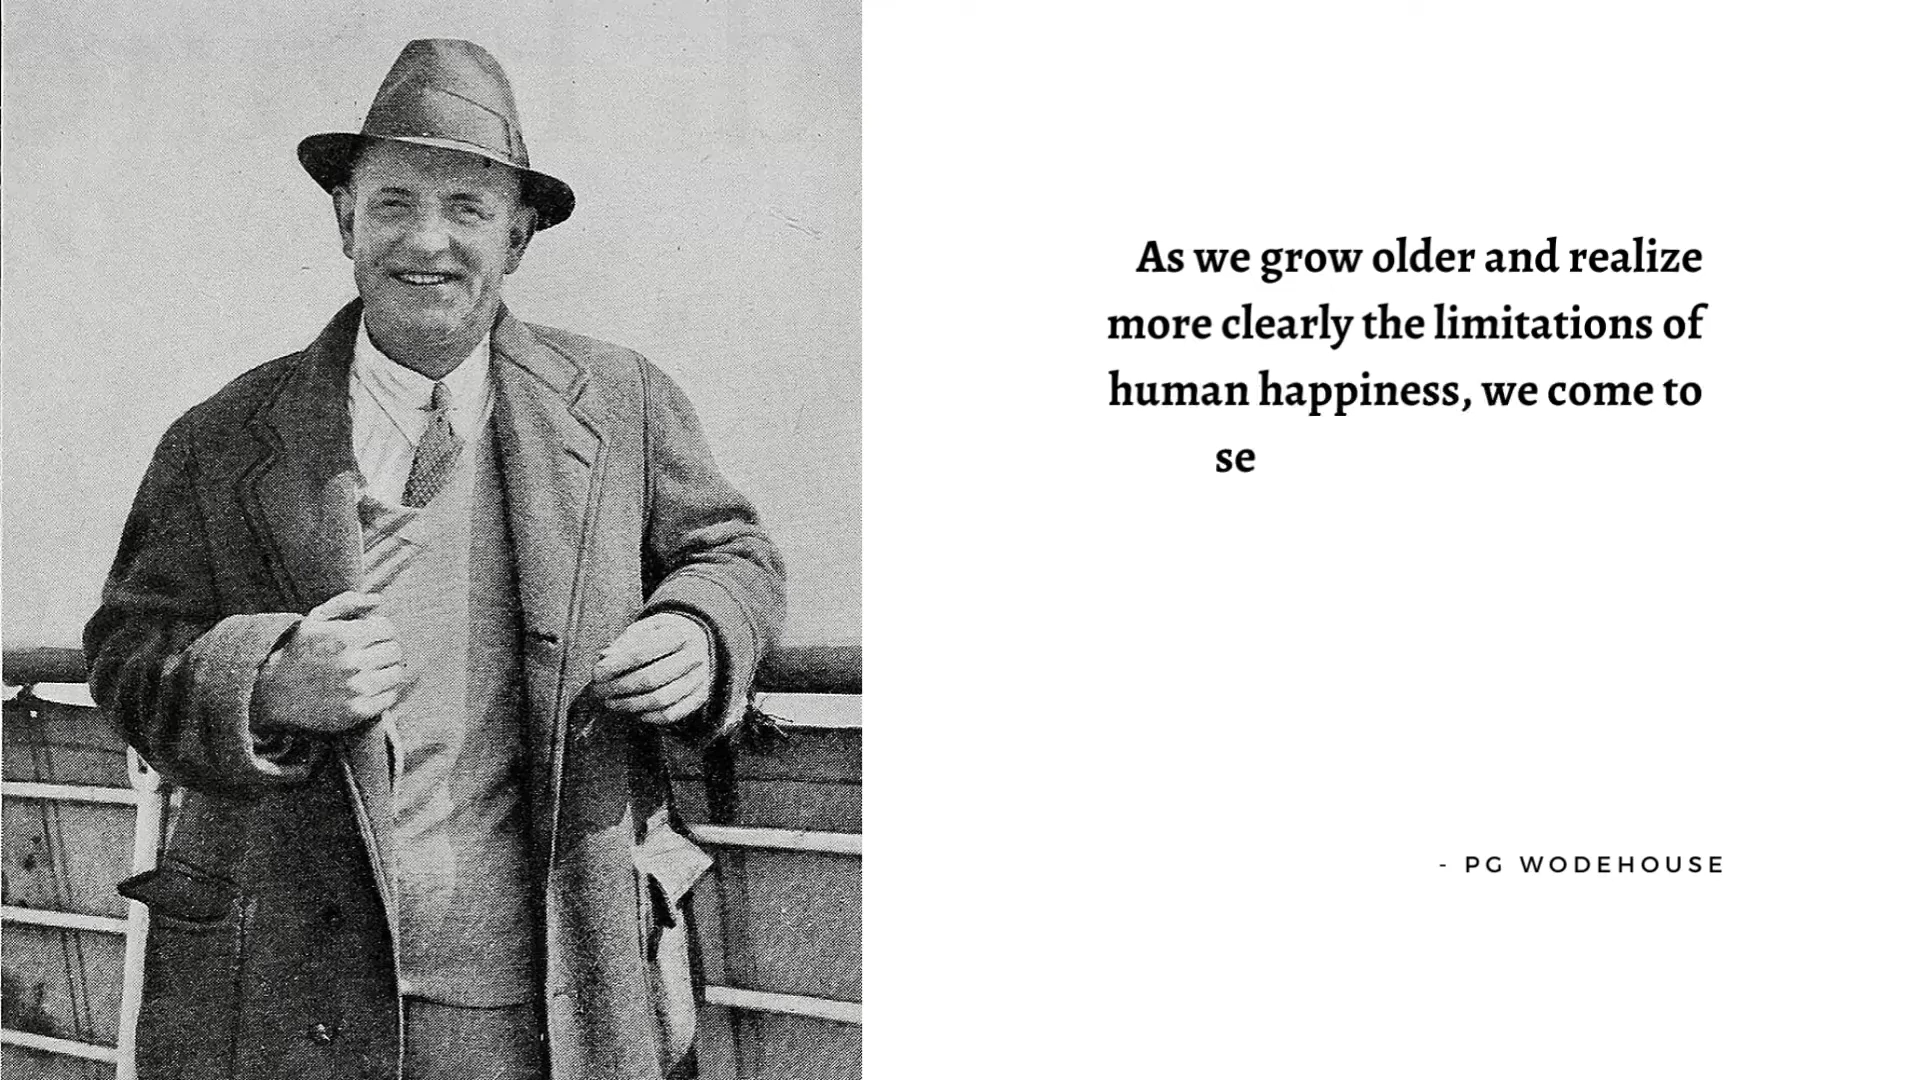 As we grow older and realize
more clearly the limitations of
human happiness, we come to
se
- PG WODEHOUSE